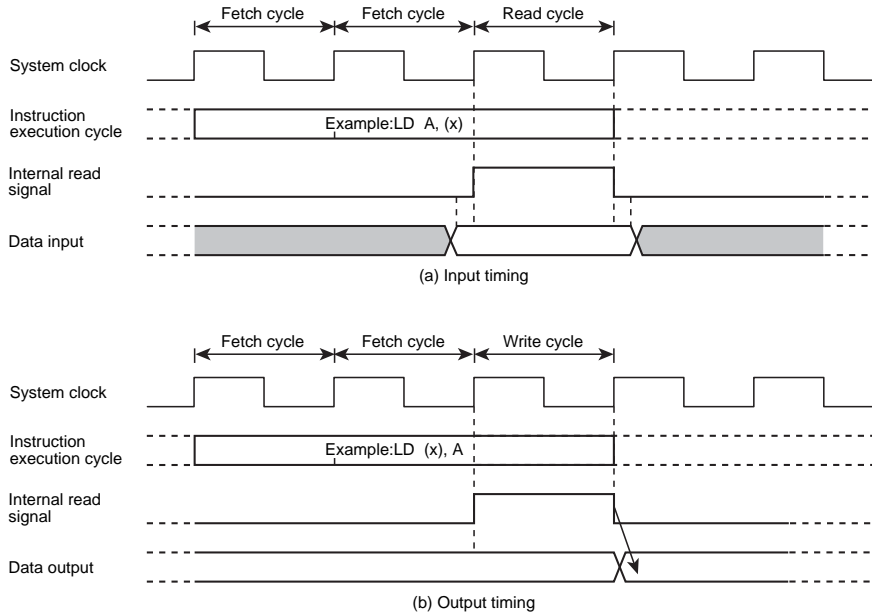 Fetch cycle Fetch cycle Read cycle
System clock
Instruction
execution cycle
Example:LD A, (x)
Internal read
signal
Data input
(a) Input timing
Fetch cycle Fetch cycle Write cycle
System clock
Instruction
execution cycle
Example:LD (x), A
Internal read
signal
Data output
(b) Output timing